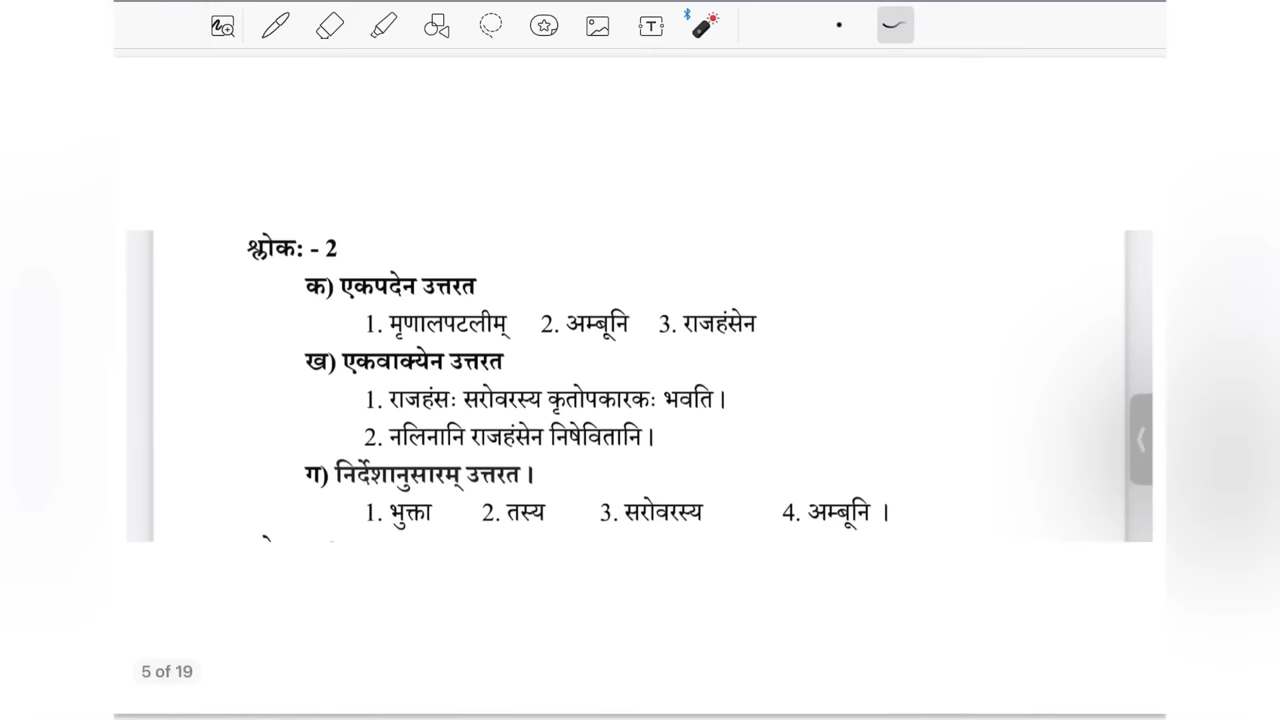 श्लोक: - 2
क) एकपदेन उत्तरत
1. मृणालपटलीम् 2. अम्बूनि 3. राजहंसेन
ख) एकवाक्येन उत्तरत
1. राजहंसः सरोवरस्य कृतोपकारकः भवति।
2. नलिनानि राजहंसेन निषेवितानि।
ग) निर्देशानुसारम् उत्तरत।
1. भुक्ता 2. तस्य 3. सरोवरस्य 4. अम्बूनि ।
5 of 19